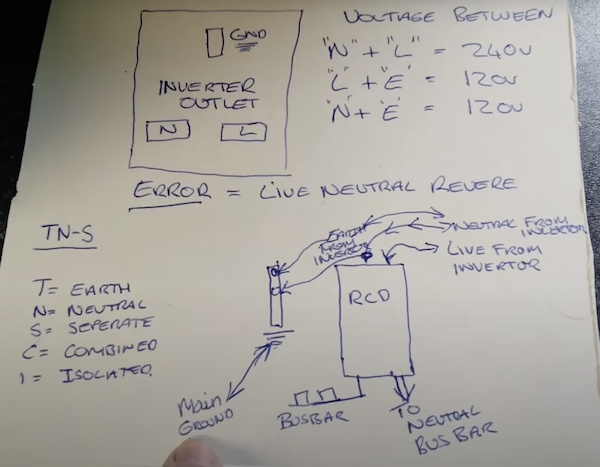 GND
INVERTER
OUTLET
N
L
VOLTAGE BETWEEN
"N" + "L" = 240v
"L" + "E" = 120v
"N" + "E" = 120v
ERROR = LIVE NEUTRAL REVERE
TN-S
T = EARTH
N = NEUTRAL
S = SEPERATE
C = COMBINED
I = ISOLATED.
EARTH
FROM
INVERTOR
NEUTRAL FROM
INVERTOR
LIVE FROM
INVERTOR
RCD
Main
GROUND
BUSBAR
TO
NEUTRAL
BUS BAR